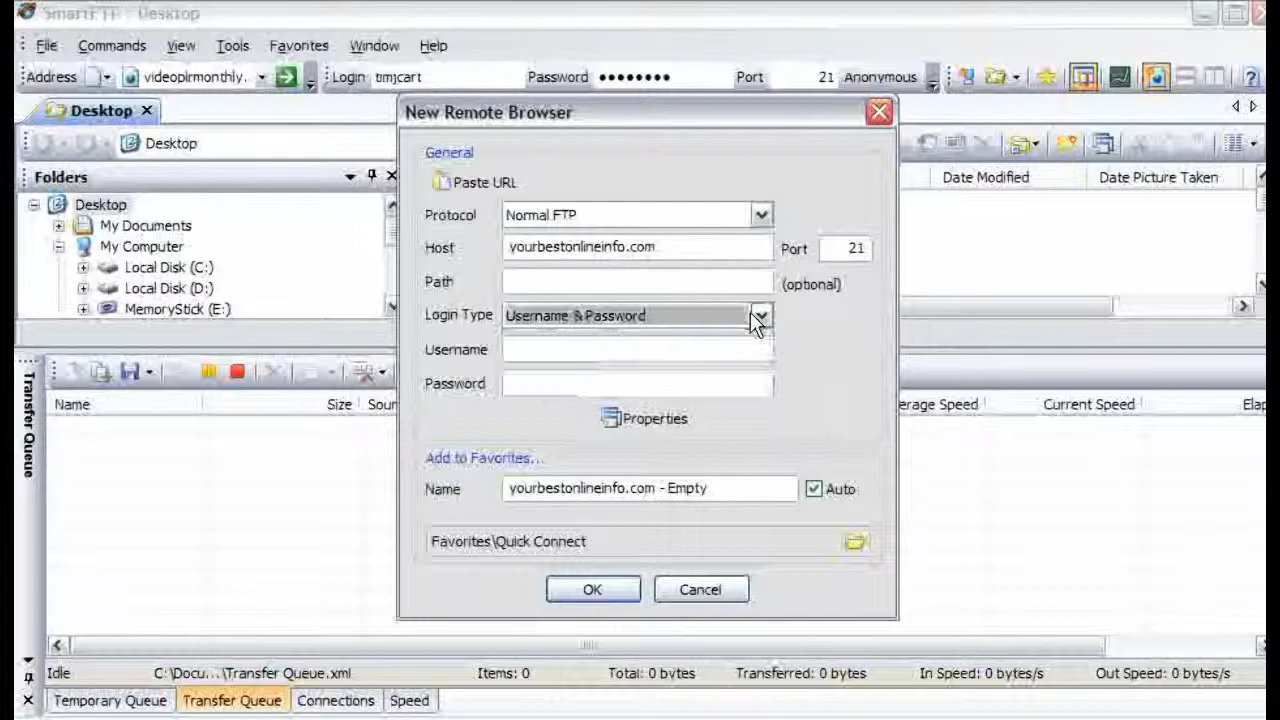 SmartFTP - Desktop
File Commands View Tools Favorites Window Help
Address videoplrmonthly. Login timjcart Password ●●●●●●●● Port 21 Anonymous
Desktop
New Remote Browser
Desktop
General
Folders
Paste URL
Date Modified Date Picture Taken
Desktop
Protocol Normal FTP
My Documents
My Computer
Host yourbestonlineinfo.com Port 21
Local Disk (C:)
Path (optional)
Local Disk (D:)
MemoryStick (E:)
Login Type Username & Password
Username
Password
Transfer Queue
Name Size Sour
erage Speed Current Speed Elap
Properties
Add to Favorites...
Name yourbestonlineinfo.com - Empty Auto
Favorites\Quick Connect
OK Cancel
Idle C:\Docu...\Transfer Queue.xml Items: 0 Total: 0 bytes Transferred: 0 bytes In Speed: 0 bytes/s Out Speed: 0 bytes/s
Temporary Queue Transfer Queue Connections Speed